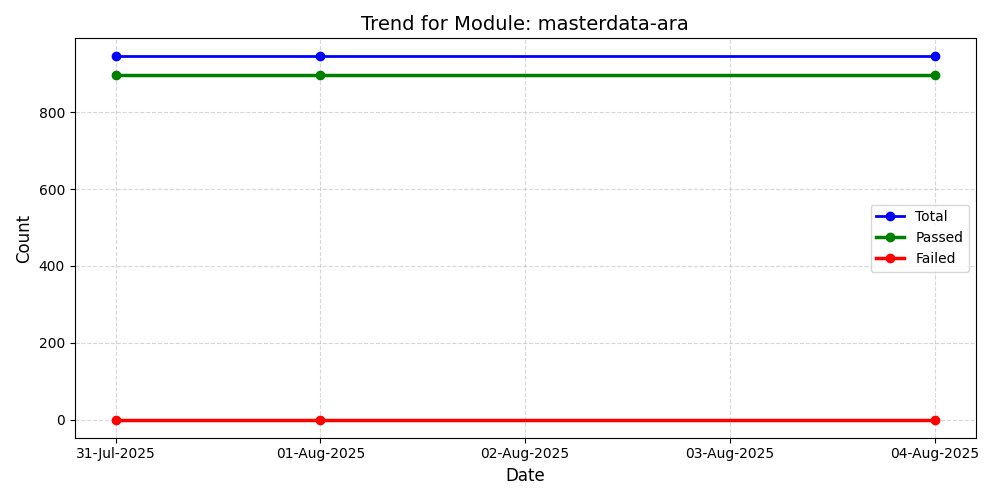 Trend for Module: masterdata-ara
Count
800
600
400
200
0
Total
Passed
Failed
31-Jul-2025
01-Aug-2025
02-Aug-2025
03-Aug-2025
04-Aug-2025
Date